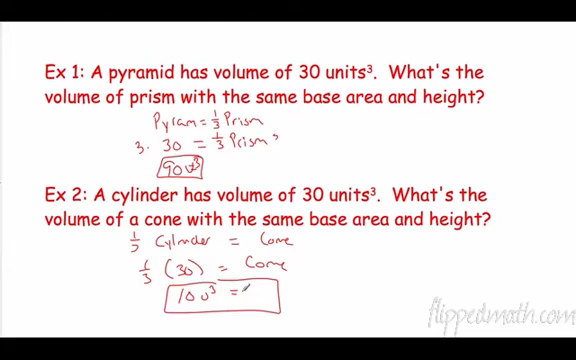 Ex 1: A pyramid has volume of 30 units³. What's the
volume of prism with the same base area and height?
Pyram = 1/3 Prism
3. 30 = 1/3 Prism ³
90 u³
Ex 2: A cylinder has volume of 30 units³. What's the
volume of a cone with the same base area and height?
1/3 Cylinder = Cone
1/3 (30) = Cone
10 u³ =
flippedmath.com